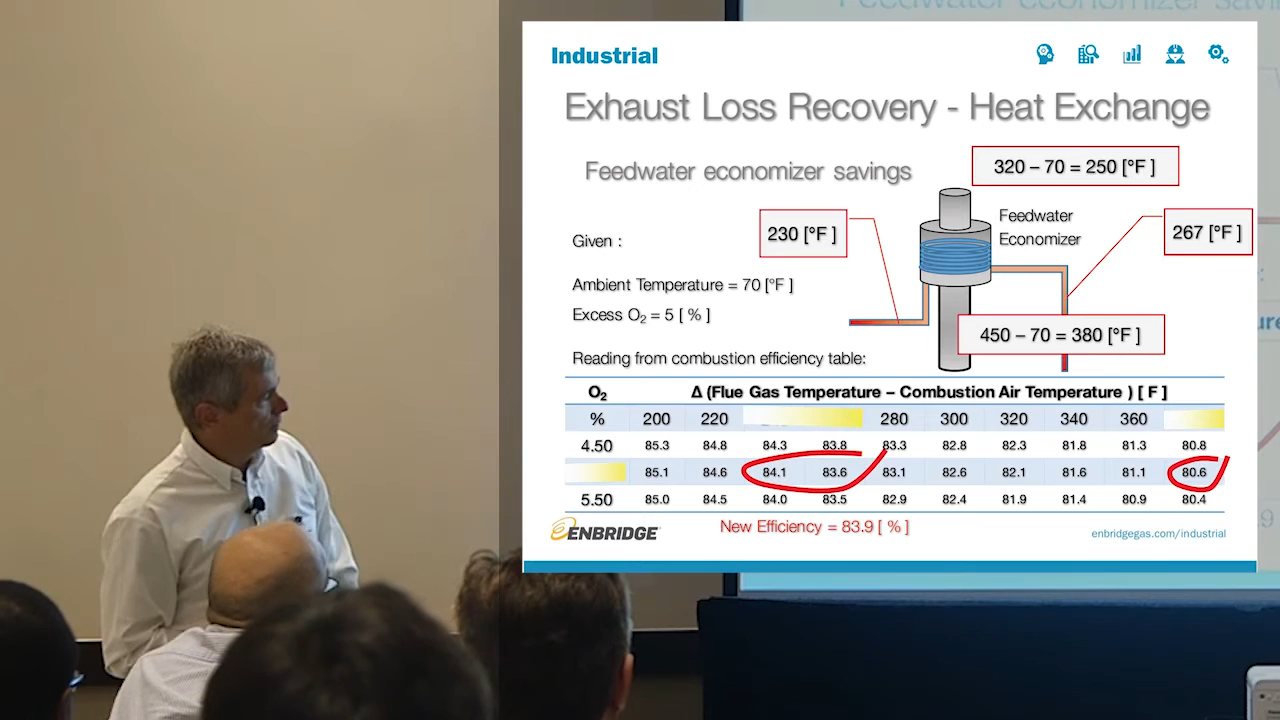 Feedwater economizer savi
Industrial
Exhaust Loss Recovery - Heat Exchange
Feedwater economizer savings
320 – 70 = 250 [°F ]
230 [°F ]
Feedwater
Economizer
267 [°F ]
Given :
Ambient Temperature = 70 [°F ]
Excess O₂ = 5 [ % ]
450 – 70 = 380 [°F ]
Reading from combustion efficiency table:
O₂ Δ (Flue Gas Temperature – Combustion Air Temperature ) [ F ]
% 200 220 280 300 320 340 360
4.50 85.3 84.8 84.3 83.8 83.3 82.8 82.3 81.8 81.3 80.8
85.1 84.6 84.1 83.6 83.1 82.6 82.1 81.6 81.1 80.6
5.50 85.0 84.5 84.0 83.5 82.9 82.4 81.9 81.4 80.9 80.4
ENBRIDGE
New Efficiency = 83.9 [ % ]
enbridgegas.com/industrial